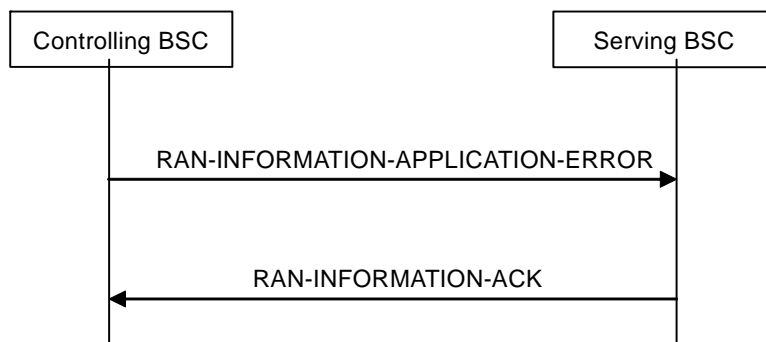 Controlling BSC
Serving BSC
RAN-INFORMATION-APPLICATION-ERROR
RAN-INFORMATION-ACK